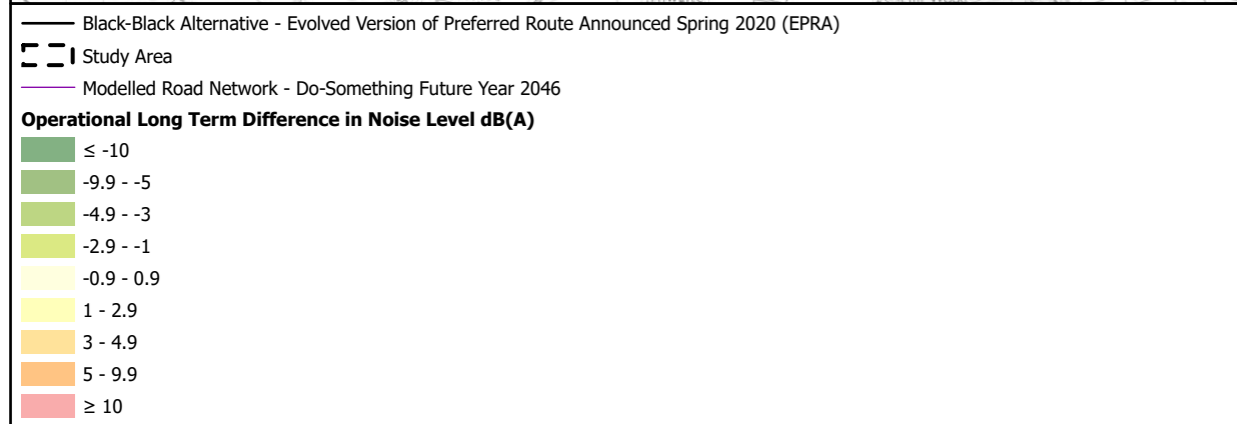 Black-Black Alternative - Evolved Version of Preferred Route Announced Spring 2020 (EPRA)
Study Area
Modelled Road Network - Do-Something Future Year 2046
Operational Long Term Difference in Noise Level dB(A)
≤ -10
-9.9 - -5
-4.9 - -3
-2.9 - -1
-0.9 - 0.9
1 - 2.9
3 - 4.9
5 - 9.9
≥ 10